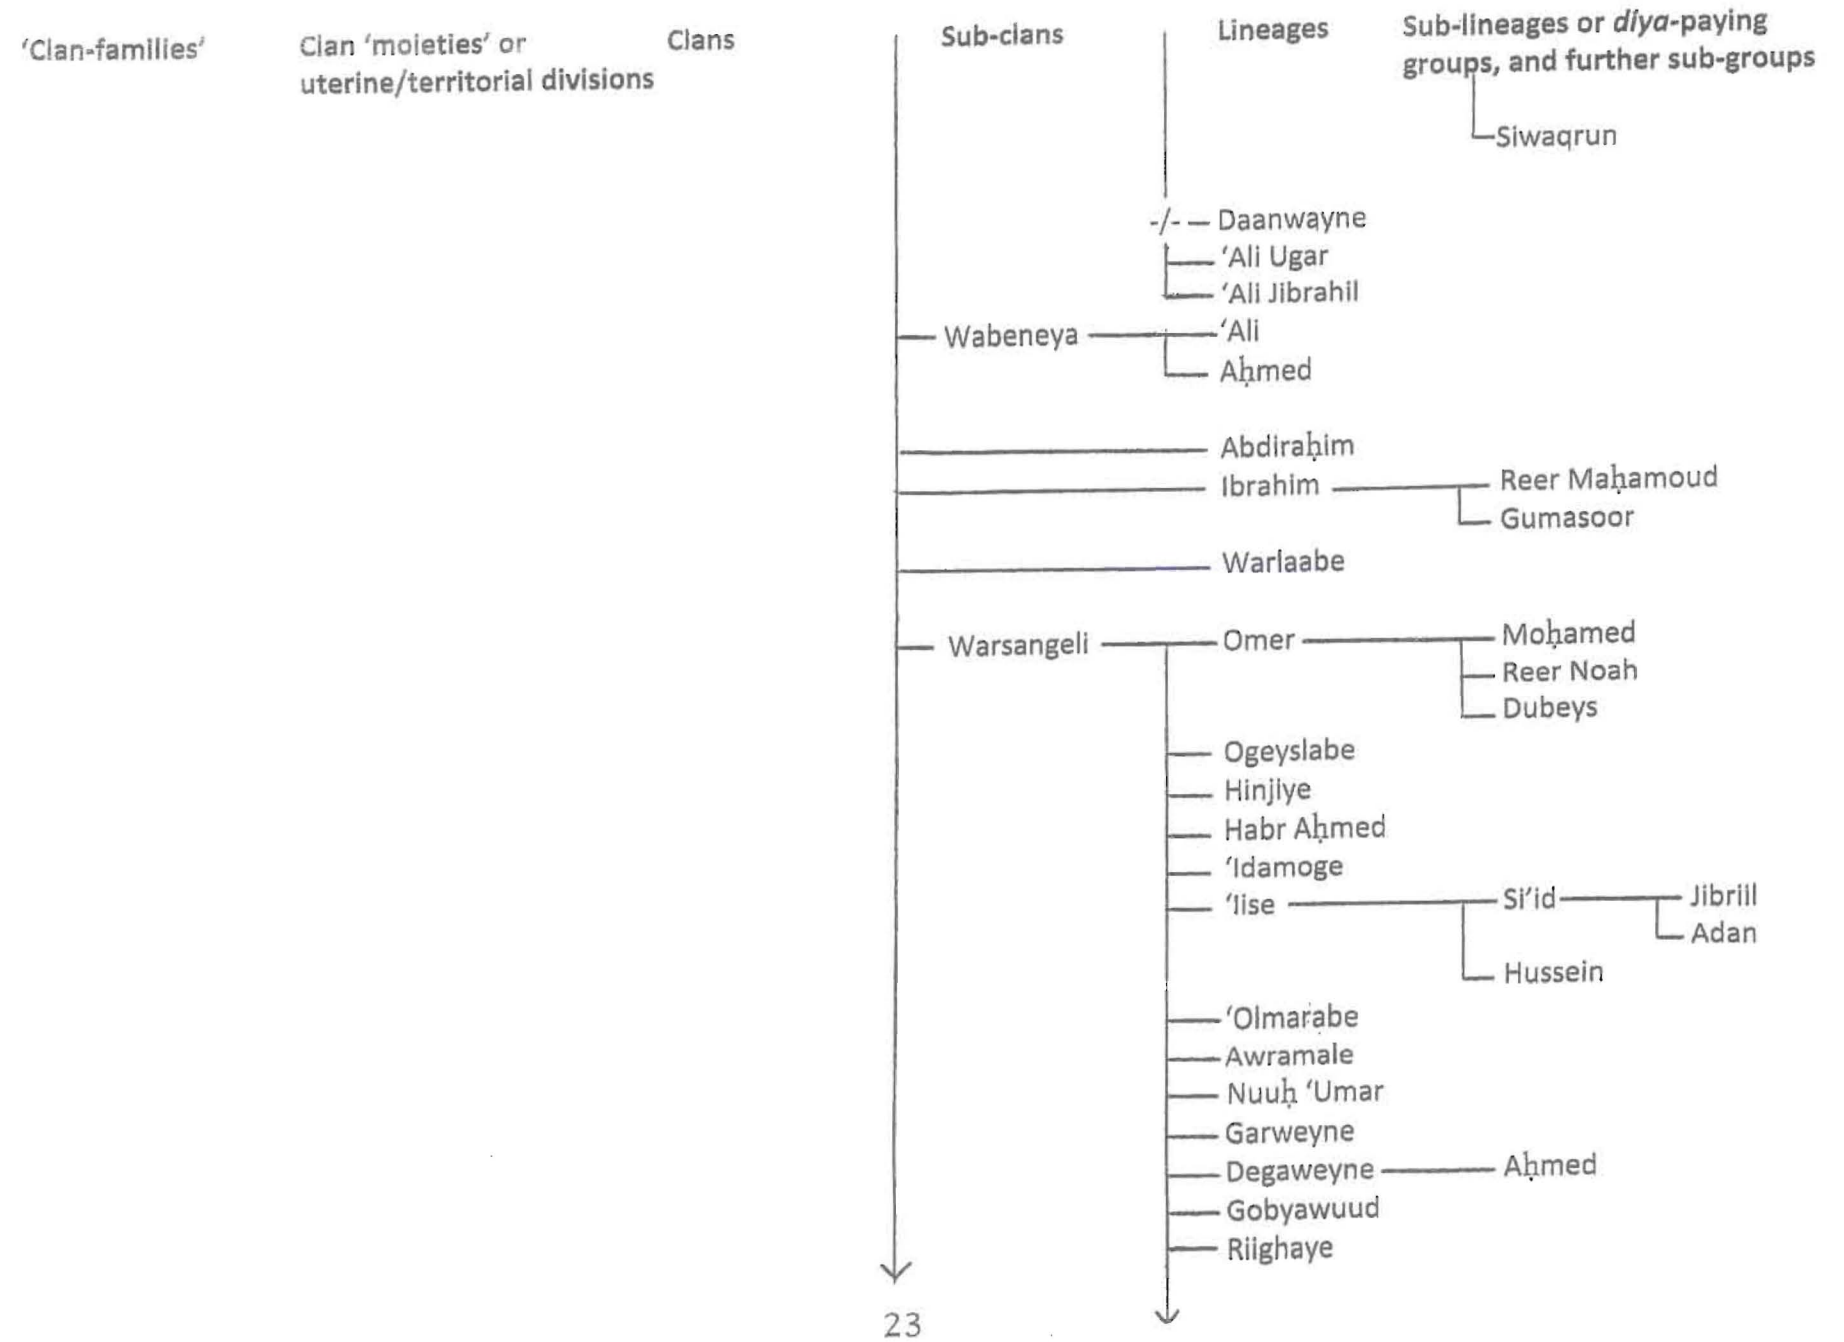 ‘Clan-families’
Clan ‘moieties’ or
uterine/territorial divisions
Clans
Sub-clans
Lineages
Sub-lineages or diya-paying
groups, and further sub-groups
Siwaqrun
-/- — Daanwayne
‘Ali Ugar
‘Ali Jibrahil
Wabeneya
‘Ali
Aḥmed
Abdiraḥim
Ibrahim
Reer Maḥamoud
Gumasoor
Warlaabe
Warsangeli
Omer
Moḥamed
Reer Noah
Dubeys
Ogeyslabe
Hinjiye
Habr Aḥmed
‘Idamoge
‘Iise
Si’id
Jibriil
Adan
Hussein
‘Olmarabe
Awramale
Nuuḥ ‘Umar
Garweyne
Degaweyne
Aḥmed
Gobyawuud
Riighaye
23